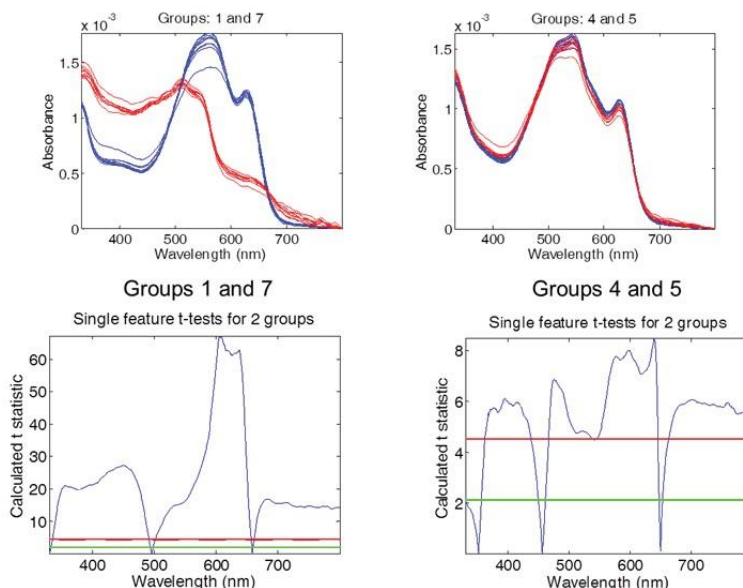 Groups: 1 and 7
x 10⁻³
1.5
1
0.5
0
Absorbance
400 500 600 700
Wavelength (nm)
Groups: 4 and 5
x 10⁻³
1.5
1
0.5
0
Absorbance
400 500 600 700
Wavelength (nm)
Groups 1 and 7
Single feature t-tests for 2 groups
60
50
40
30
20
10
Calculated t statistic
400 500 600 700
Wavelength (nm)
Groups 4 and 5
Single feature t-tests for 2 groups
8
6
4
2
Calculated t statistic
400 500 600 700
Wavelength (nm)